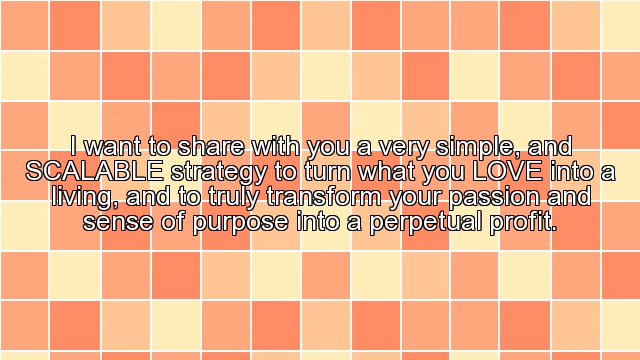 I want to share with you a very simple, and
SCALABLE strategy to turn what you LOVE into a
living, and to truly transform your passion and
sense of purpose into a perpetual profit.